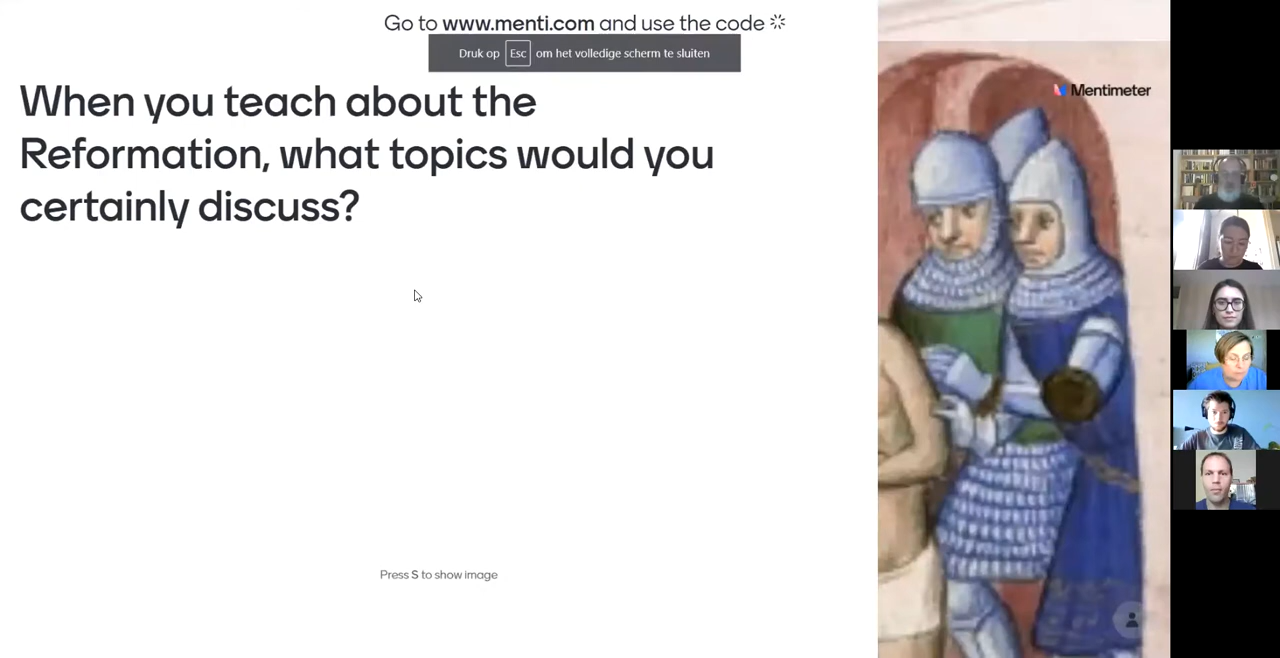 Go to www.menti.com and use the code
Druk op Esc om het volledige scherm te sluiten
Mentimeter
When you teach about the
Reformation, what topics would you
certainly discuss?
Press S to show image